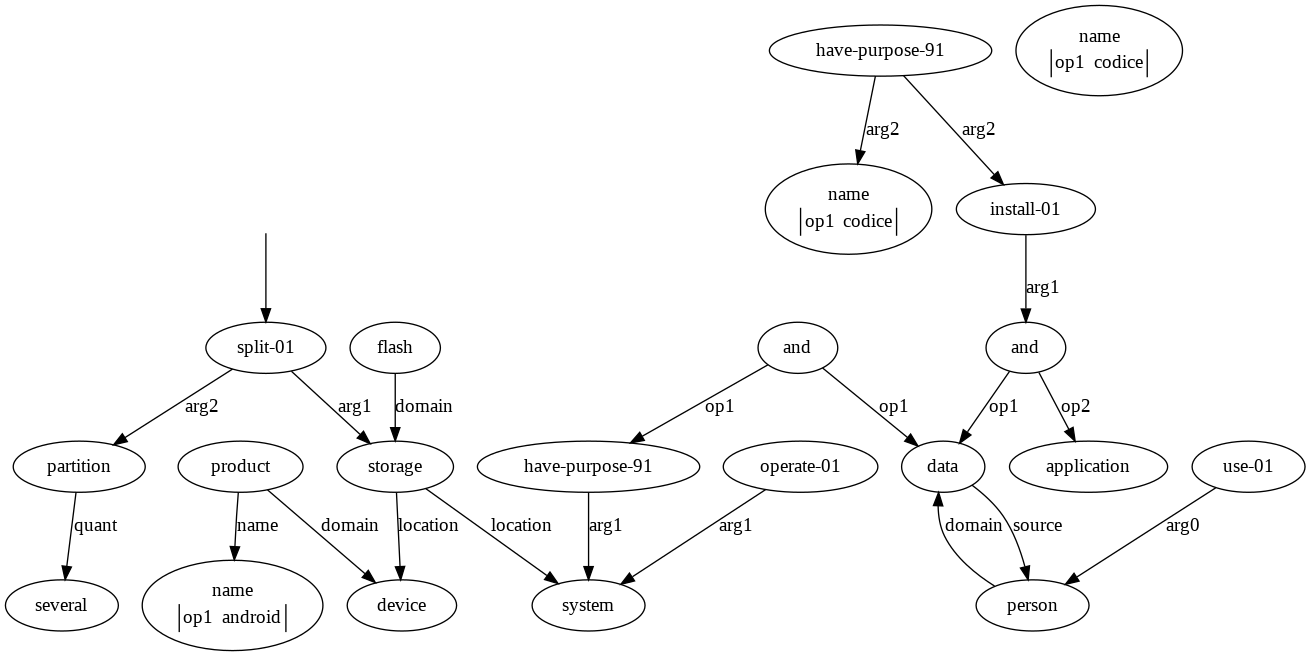 have-purpose-91
name
op1 codice
arg2
arg2
name
op1 codice
install-01
arg1
split-01
flash
and
and
arg2
arg1
domain
op1
op1
op1
op2
partition
product
storage
have-purpose-91
operate-01
data
application
use-01
quant
name
domain
location
location
arg1
arg1
domain
source
arg0
several
name
op1 android
device
system
person